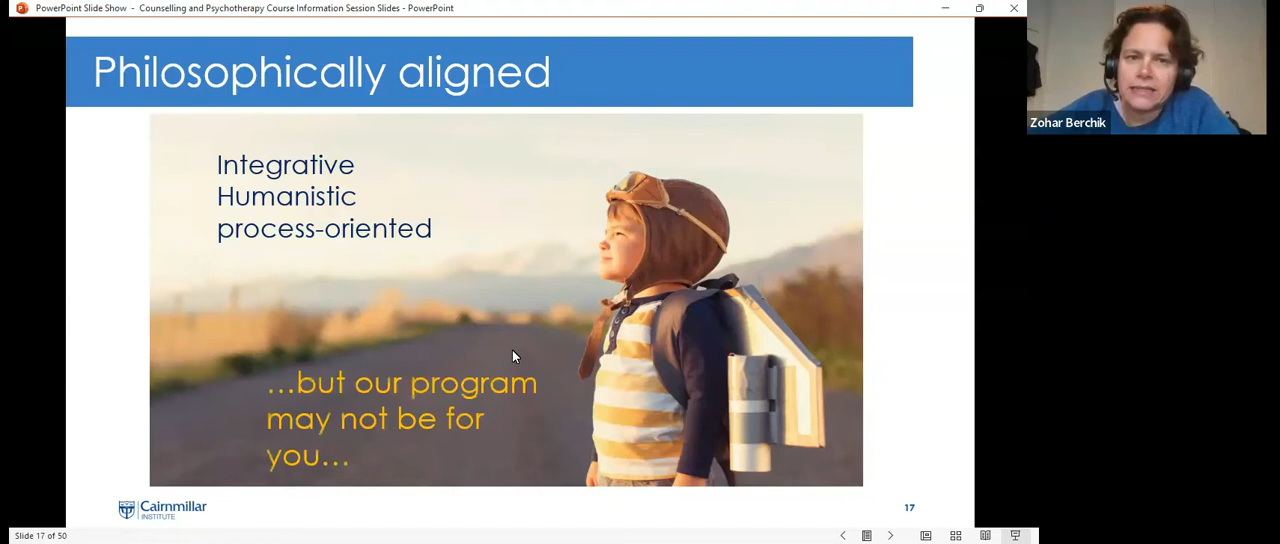 PowerPoint Slide Show - Counselling and Psychotherapy Course Information Session Slides - PowerPoint
Philosophically aligned
Integrative
Humanistic
process-oriented
…but our program
may not be for
you…
Cairnmillar
INSTITUTE
17
Slide 17 of 50
Zohar Berchik